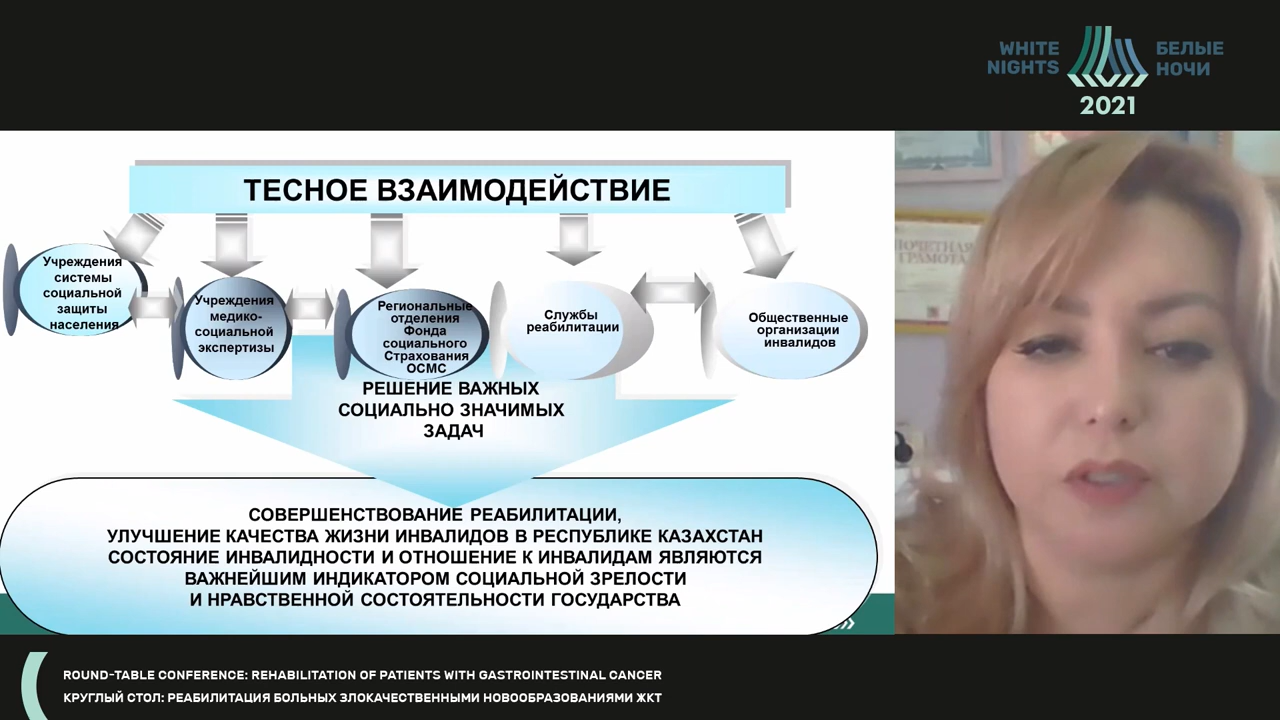 WHITE
NIGHTS
БЕЛЫЕ
НОЧИ
2021
ТЕСНОЕ ВЗАИМОДЕЙСТВИЕ
Учреждения
системы
социальной
защиты
населения
Учреждения
медико-
социальной
экспертизы
Региональные
отделения
Фонда
социального
Страхования
ОСМС
Службы
реабилитации
Общественные
организации
инвалидов
РЕШЕНИЕ ВАЖНЫХ
СОЦИАЛЬНО ЗНАЧИМЫХ
ЗАДАЧ
СОВЕРШЕНСТВОВАНИЕ РЕАБИЛИТАЦИИ,
УЛУЧШЕНИЕ КАЧЕСТВА ЖИЗНИ ИНВАЛИДОВ В РЕСПУБЛИКЕ КАЗАХСТАН
СОСТОЯНИЕ ИНВАЛИДНОСТИ И ОТНОШЕНИЕ К ИНВАЛИДАМ ЯВЛЯЮТСЯ
ВАЖНЕЙШИМ ИНДИКАТОРОМ СОЦИАЛЬНОЙ ЗРЕЛОСТИ
И НРАВСТВЕННОЙ СОСТОЯТЕЛЬНОСТИ ГОСУДАРСТВА
ПОЧЕТНАЯ
ГРАМОТА
ROUND-TABLE CONFERENCE: REHABILITATION OF PATIENTS WITH GASTROINTESTINAL CANCER
КРУГЛЫЙ СТОЛ: РЕАБИЛИТАЦИЯ БОЛЬНЫХ ЗЛОКАЧЕСТВЕННЫМИ НОВООБРАЗОВАНИЯМИ ЖКТ